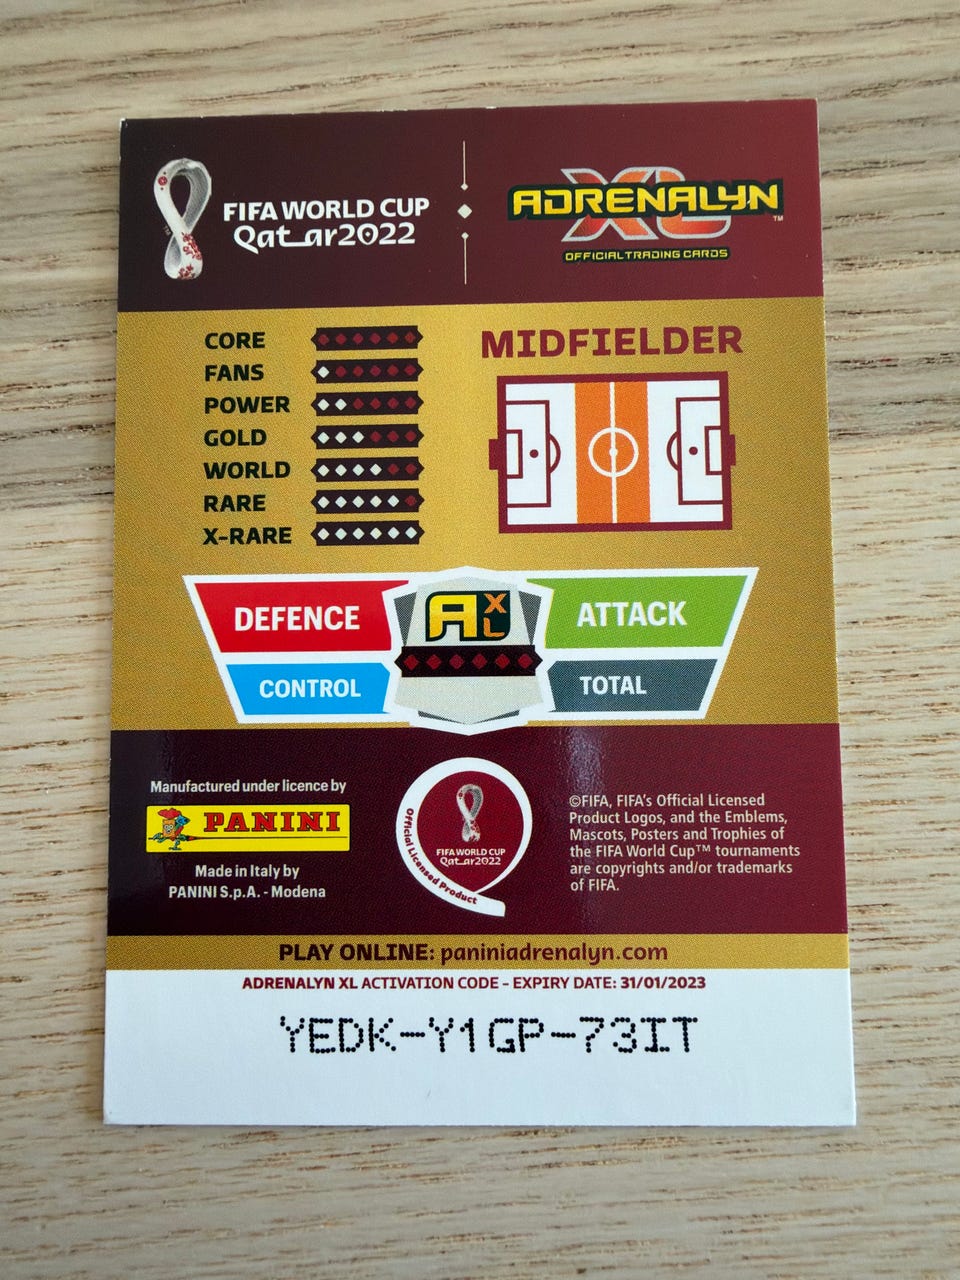 FIFA WORLD CUP
Qatar2022
TM
ADRENALYN
XL
TM
OFFICIAL TRADING CARDS
CORE
FANS
POWER
GOLD
WORLD
RARE
X-RARE
MIDFIELDER
DEFENCE
CONTROL
A XL
ATTACK
TOTAL
Manufactured under licence by
PANINI
Made in Italy by
PANINI S.p.A. - Modena
FIFA WORLD CUP
Qatar2022
Official Licensed Product
©FIFA, FIFA's Official Licensed
Product Logos, and the Emblems,
Mascots, Posters and Trophies of
the FIFA World Cup™ tournaments
are copyrights and/or trademarks
of FIFA.
PLAY ONLINE: paniniadrenalyn.com
ADRENALYN XL ACTIVATION CODE - EXPIRY DATE: 31/01/2023
YEDK-Y1GP-73IT